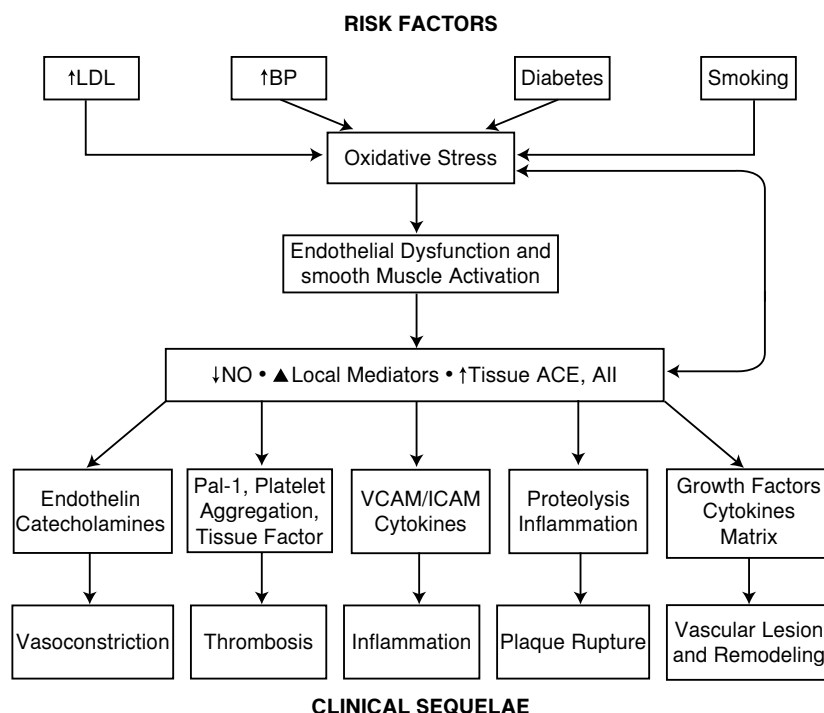 RISK FACTORS
↑LDL
↑BP
Diabetes
Smoking
Oxidative Stress
Endothelial Dysfunction and
smooth Muscle Activation
↓NO • ▲Local Mediators • ↑Tissue ACE, AII
Endothelin
Catecholamines
Pal-1, Platelet
Aggregation,
Tissue Factor
VCAM/ICAM
Cytokines
Proteolysis
Inflammation
Growth Factors
Cytokines
Matrix
Vasoconstriction
Thrombosis
Inflammation
Plaque Rupture
Vascular Lesion
and Remodeling
CLINICAL SEQUELAE